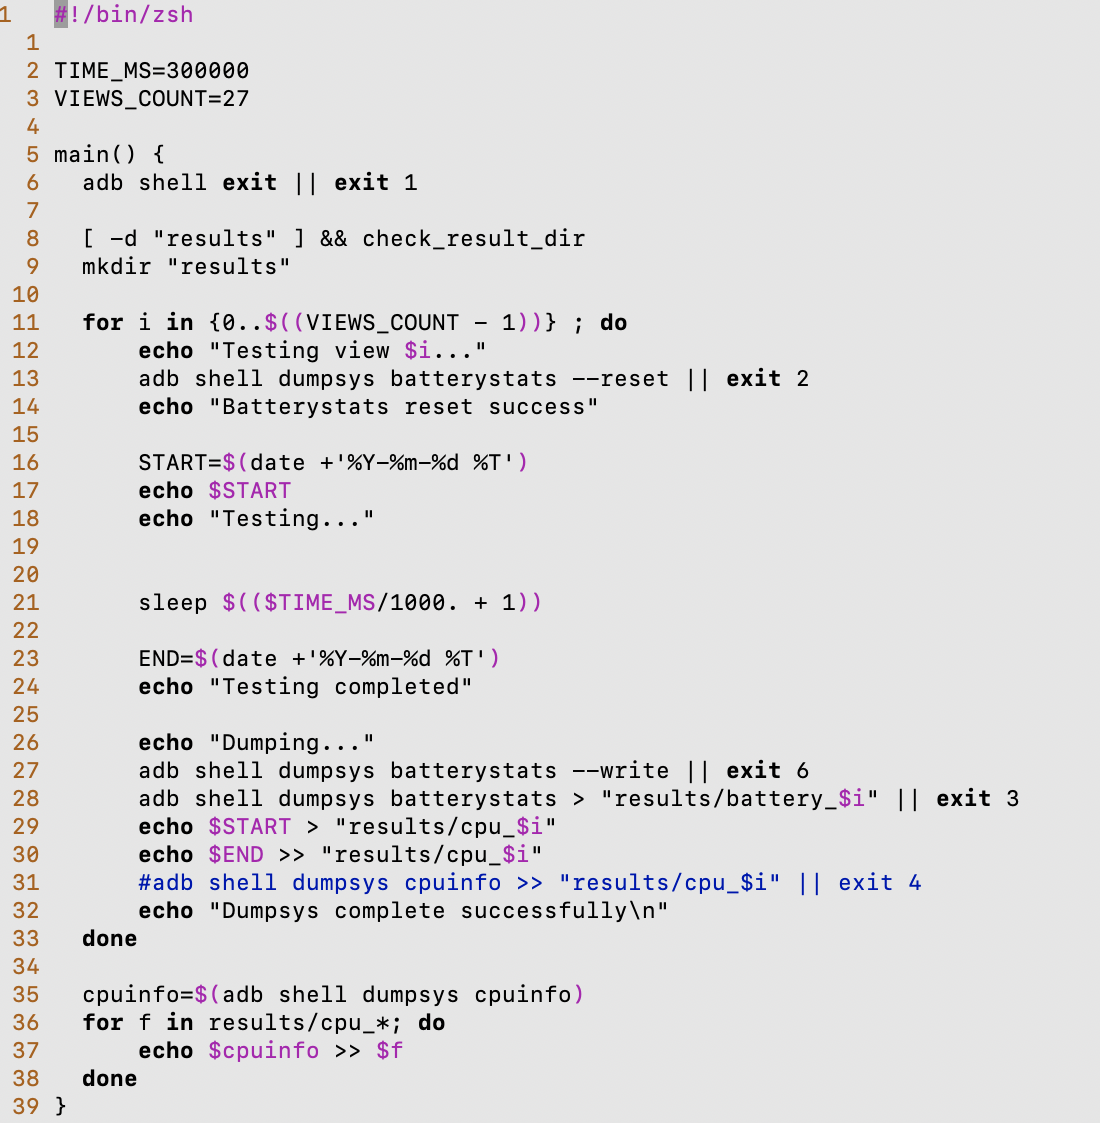 1 #!/bin/zsh
1
2 TIME_MS=300000
3 VIEWS_COUNT=27
4
5 main() {
6   adb shell exit || exit 1
7
8   [ -d "results" ] && check_result_dir
9   mkdir "results"
10
11   for i in {0..$((VIEWS_COUNT - 1))} ; do
12       echo "Testing view $i..."
13       adb shell dumpsys batterystats --reset || exit 2
14       echo "Batterystats reset success"
15
16       START=$(date +'%Y-%m-%d %T')
17       echo $START
18       echo "Testing..."
19
20
21       sleep $(($TIME_MS/1000. + 1))
22
23       END=$(date +'%Y-%m-%d %T')
24       echo "Testing completed"
25
26       echo "Dumping..."
27       adb shell dumpsys batterystats --write || exit 6
28       adb shell dumpsys batterystats > "results/battery_$i" || exit 3
29       echo $START > "results/cpu_$i"
30       echo $END >> "results/cpu_$i"
31       #adb shell dumpsys cpuinfo >> "results/cpu_$i" || exit 4
32       echo "Dumpsys complete successfully\n"
33   done
34
35   cpuinfo=$(adb shell dumpsys cpuinfo)
36   for f in results/cpu_*; do
37       echo $cpuinfo >> $f
38   done
39 }